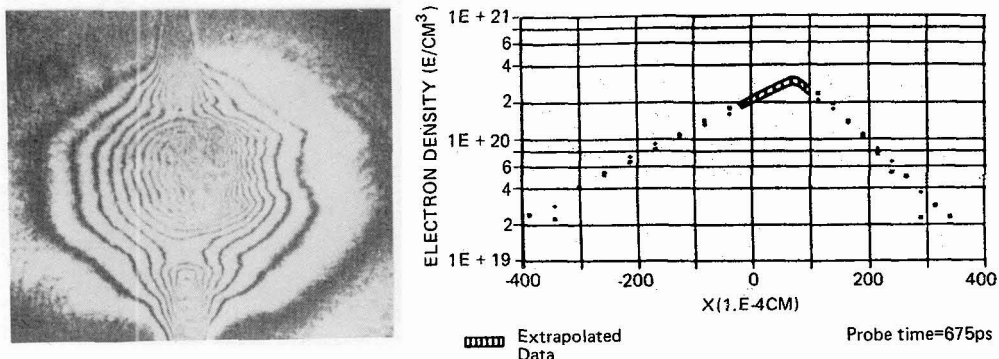 ELECTRON DENSITY (E/CM³)
1E + 21
6
4
2
1E + 20
6
4
2
1E + 19
-400
-200
0
200
400
X(1.E-4CM)
Extrapolated
Data
Probe time=675ps